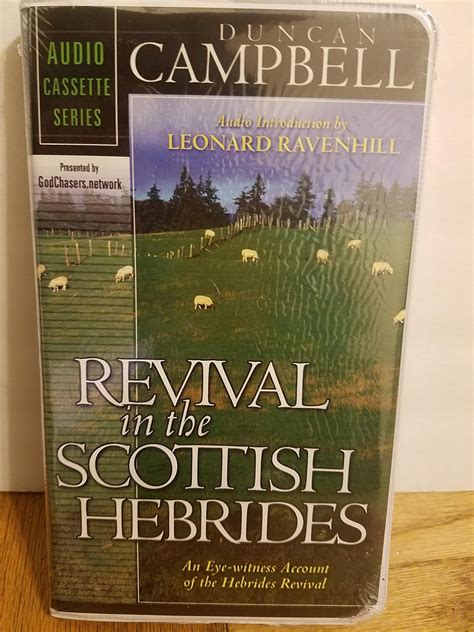 AUDIO
CASSETTE
SERIES
Presented by
GodChasers.network
DUNCAN
CAMPBELL
Audio Introduction by
LEONARD RAVENHILL
REVIVAL
in the
SCOTTISH
HEBRIDES
An Eye-witness Account
of the Hebrides Revival